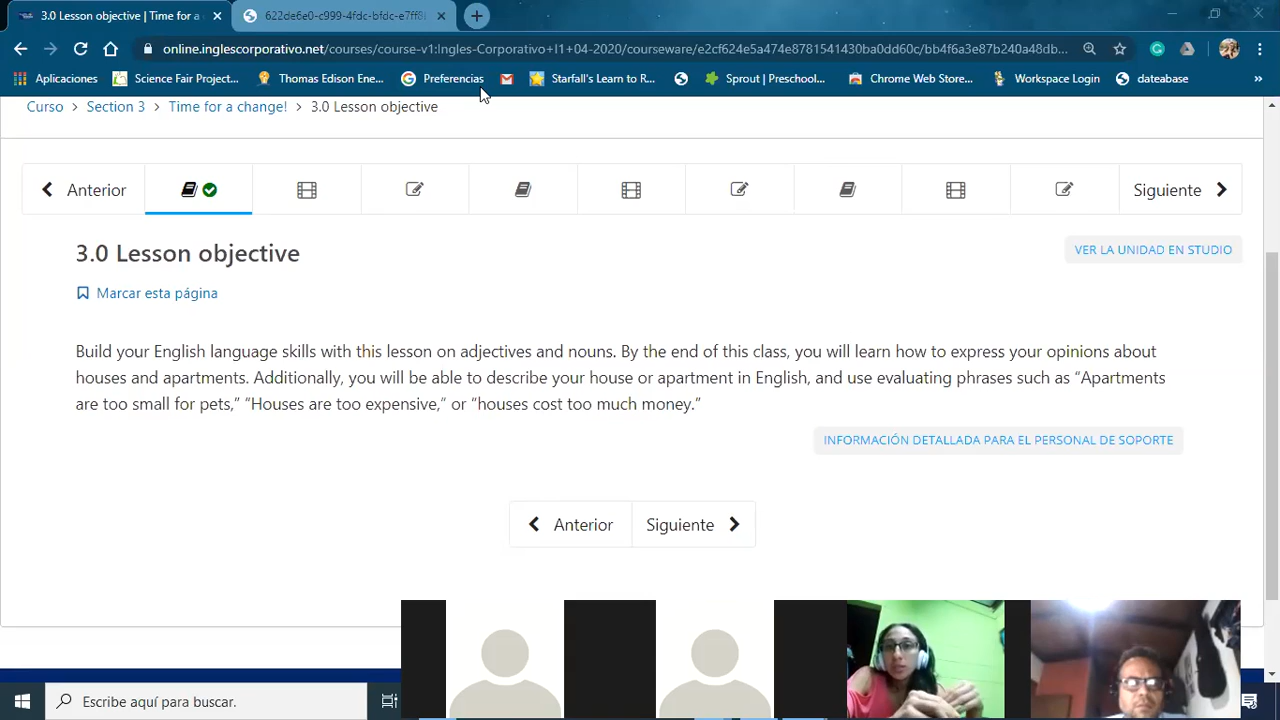 3.0 Lesson objective | Time for a
622de6e0-c999-4fdc-bfdc-e7ff8
online.inglescorporativo.net/courses/course-v1:Ingles-Corporativo+I1+04-2020/courseware/e2cf624e5a474e8781541430ba0dd60c/bb4f6a3e87b240a48db...
Aplicaciones
Science Fair Project...
Thomas Edison Ene...
Preferencias
Starfall's Learn to R...
Sprout | Preschool...
Chrome Web Store...
Workspace Login
dateabase
»
Curso > Section 3 > Time for a change! > 3.0 Lesson objective
Anterior
Siguiente
3.0 Lesson objective
VER LA UNIDAD EN STUDIO
Marcar esta página
Build your English language skills with this lesson on adjectives and nouns. By the end of this class, you will learn how to express your opinions about
houses and apartments. Additionally, you will be able to describe your house or apartment in English, and use evaluating phrases such as “Apartments
are too small for pets,” “Houses are too expensive,” or “houses cost too much money.”
INFORMACIÓN DETALLADA PARA EL PERSONAL DE SOPORTE
Anterior
Siguiente
Escribe aquí para buscar.